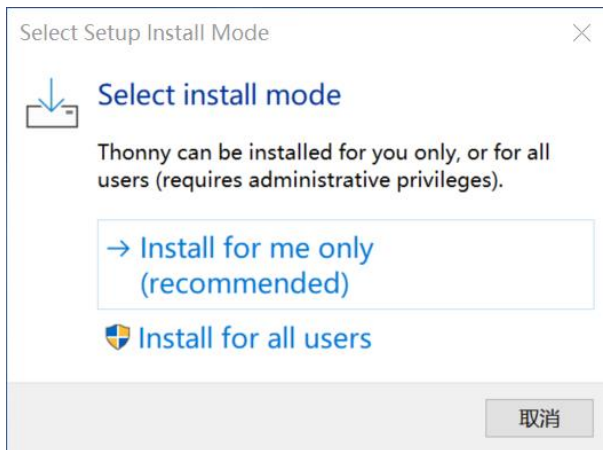 Select Setup Install Mode
Select install mode
Thonny can be installed for you only, or for all
users (requires administrative privileges).
→ Install for me only
(recommended)
Install for all users
取消